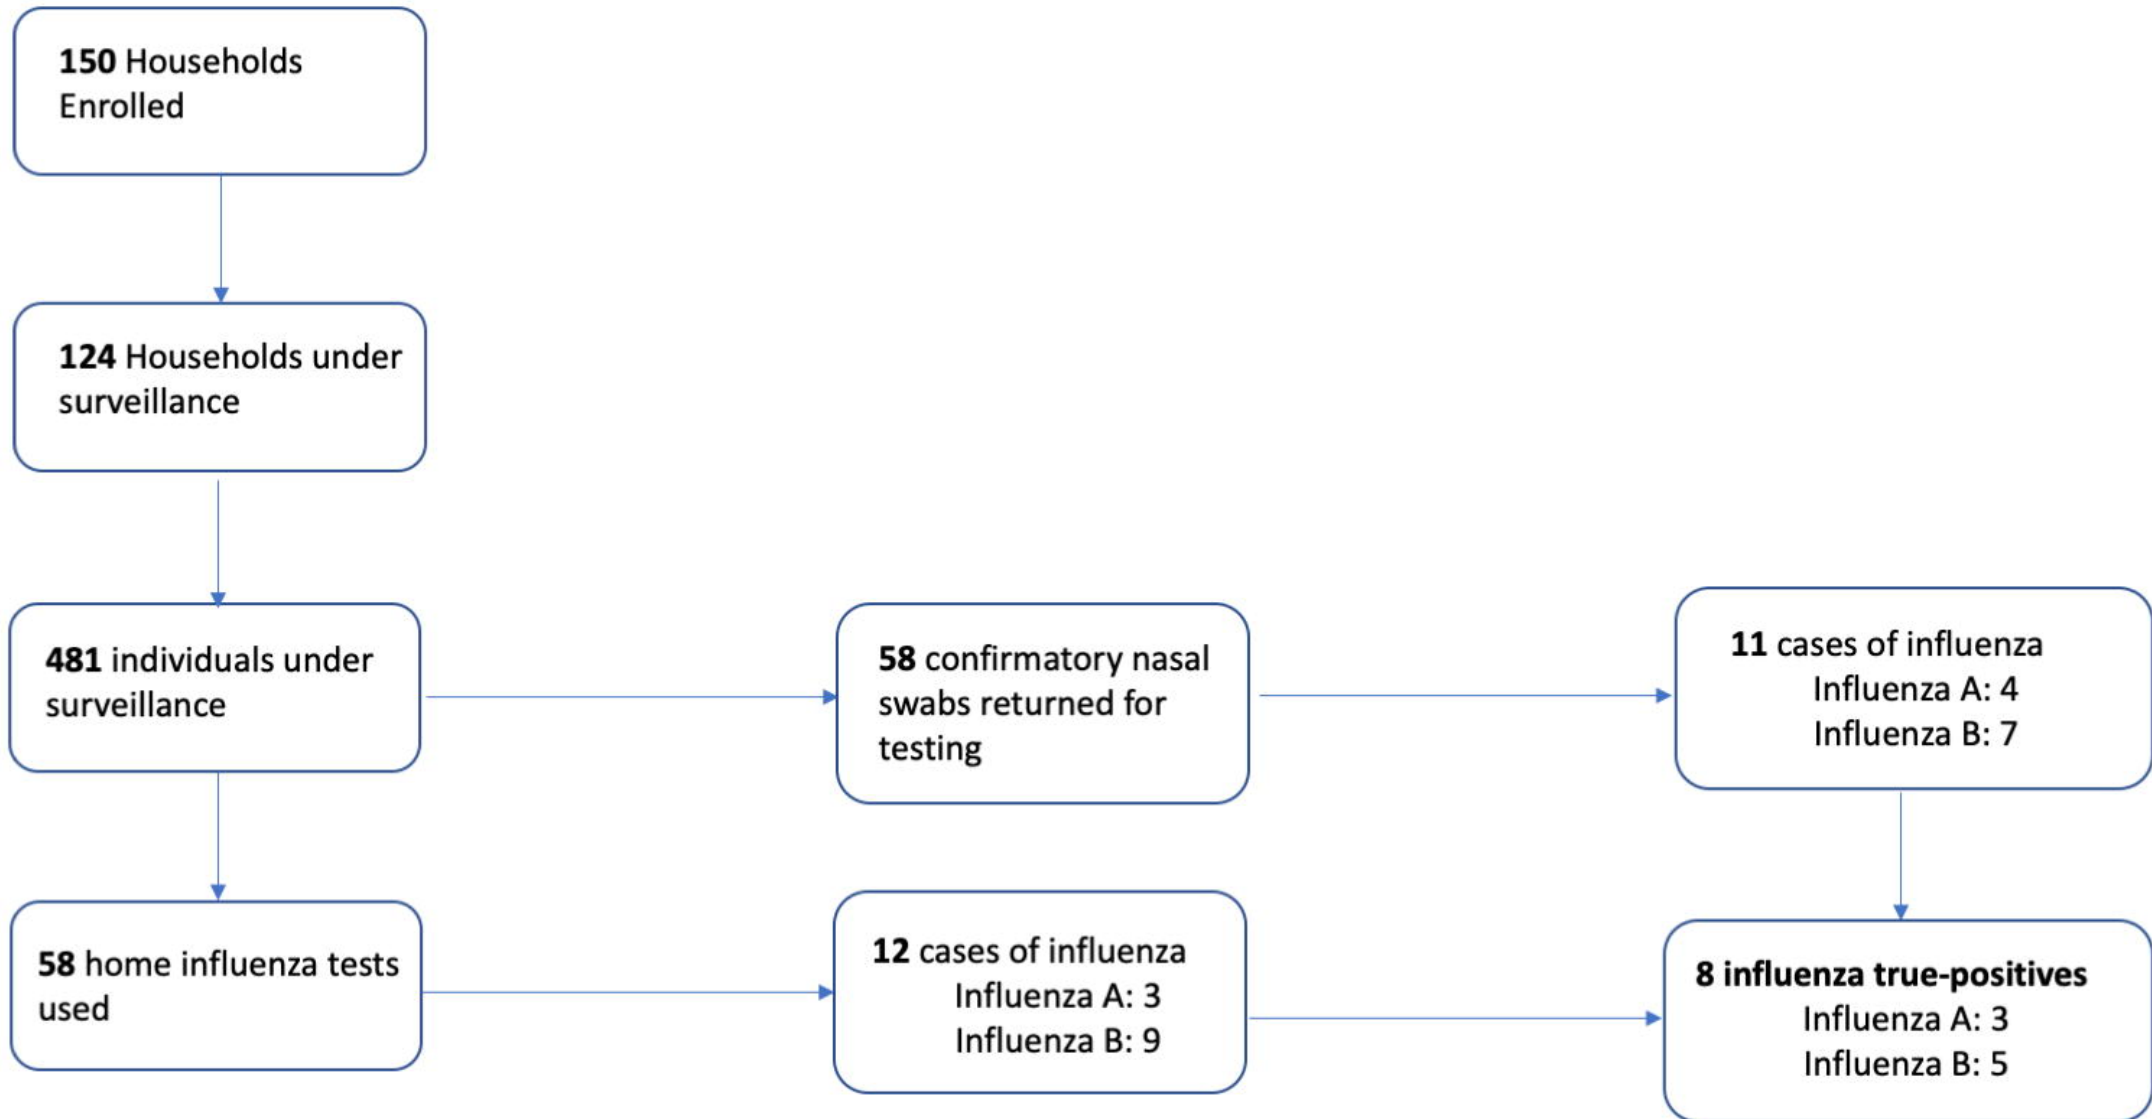 150 Households
Enrolled
124 Households under
surveillance
481 individuals under
surveillance
58 confirmatory nasal
swabs returned for
testing
11 cases of influenza
Influenza A: 4
Influenza B: 7
58 home influenza tests
used
12 cases of influenza
Influenza A: 3
Influenza B: 9
8 influenza true-positives
Influenza A: 3
Influenza B: 5